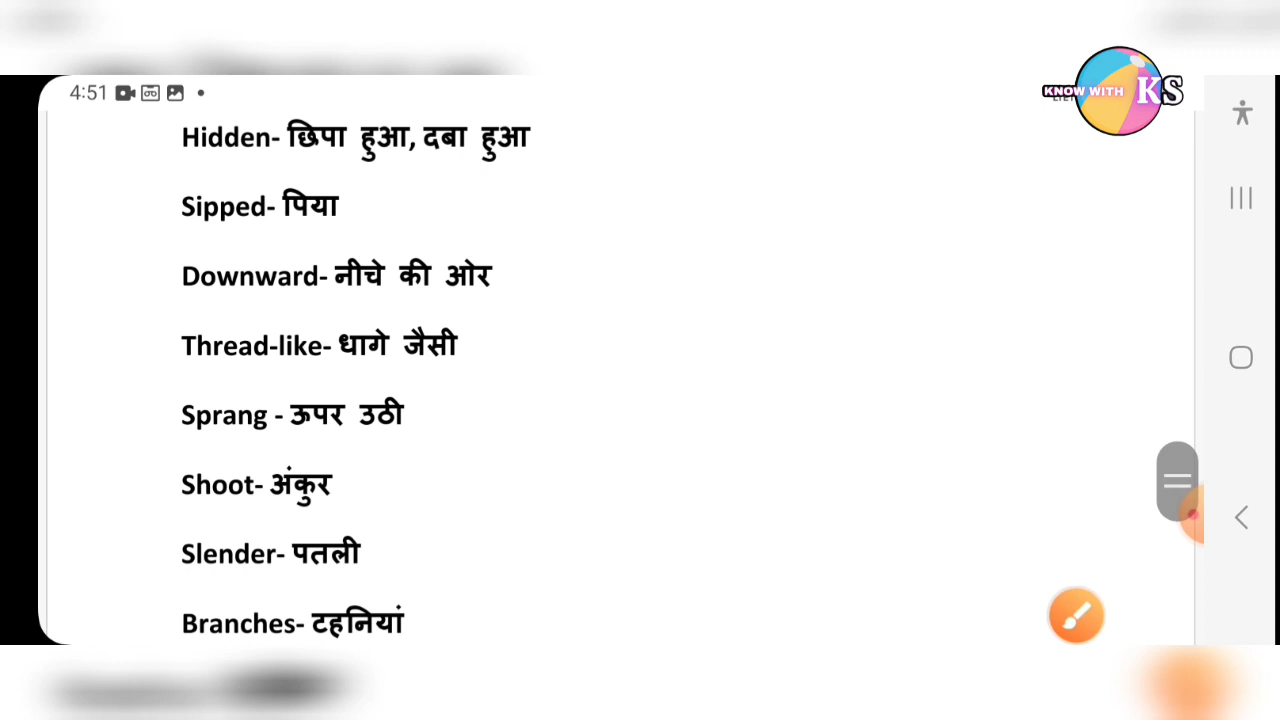 4:51
KNOW WITH KS
Hidden- छिपा हुआ, दबा हुआ
Sipped- पिया
Downward- नीचे की ओर
Thread-like- धागे जैसी
Sprang - ऊपर उठी
Shoot- अंकुर
Slender- पतली
Branches- टहनियां